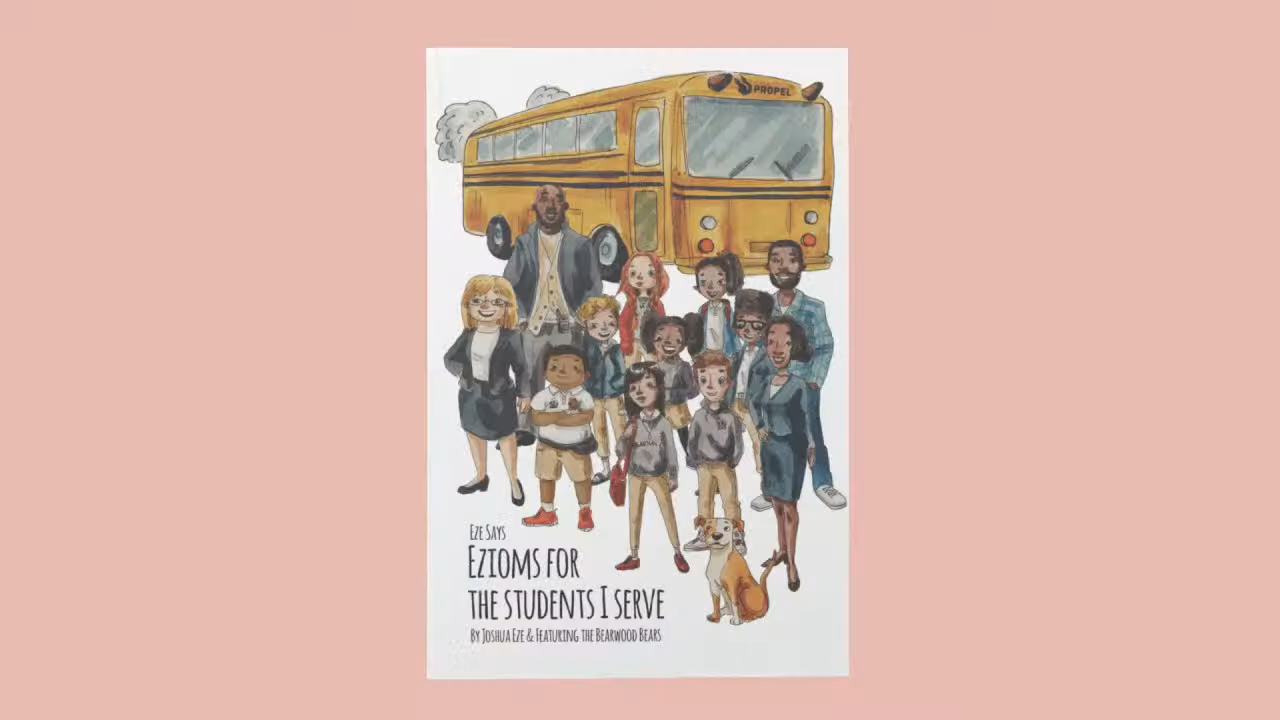 PROPEL
Eze Says
Ezioms for
the students I serve
By Joshua Eze & Featuring the Bearwood Bears